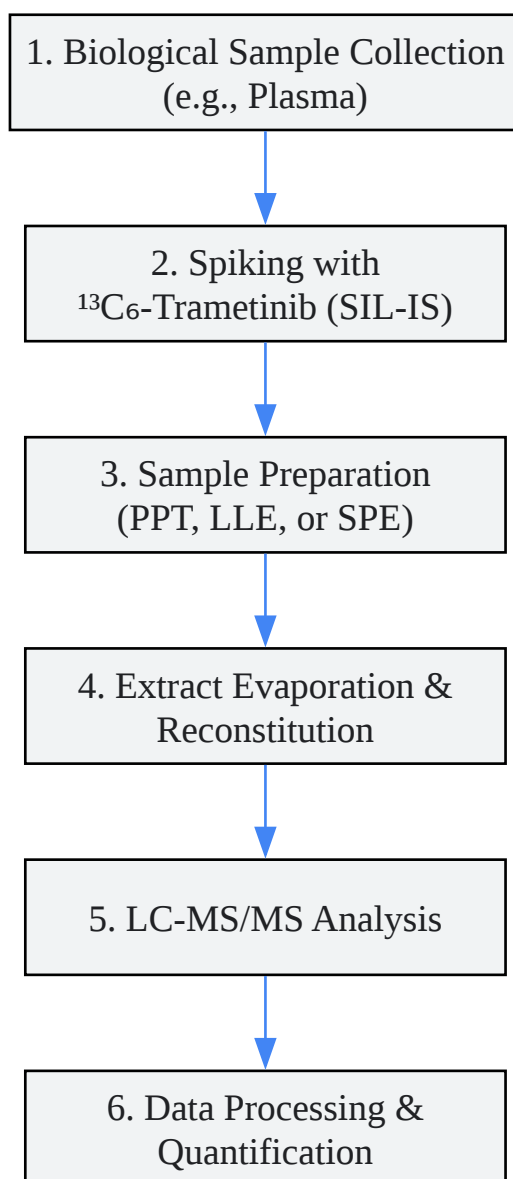 1. Biological Sample Collection
(e.g., Plasma)
2. Spiking with
¹³C₆-Trametinib (SIL-IS)
3. Sample Preparation
(PPT, LLE, or SPE)
4. Extract Evaporation &
Reconstitution
5. LC-MS/MS Analysis
6. Data Processing &
Quantification